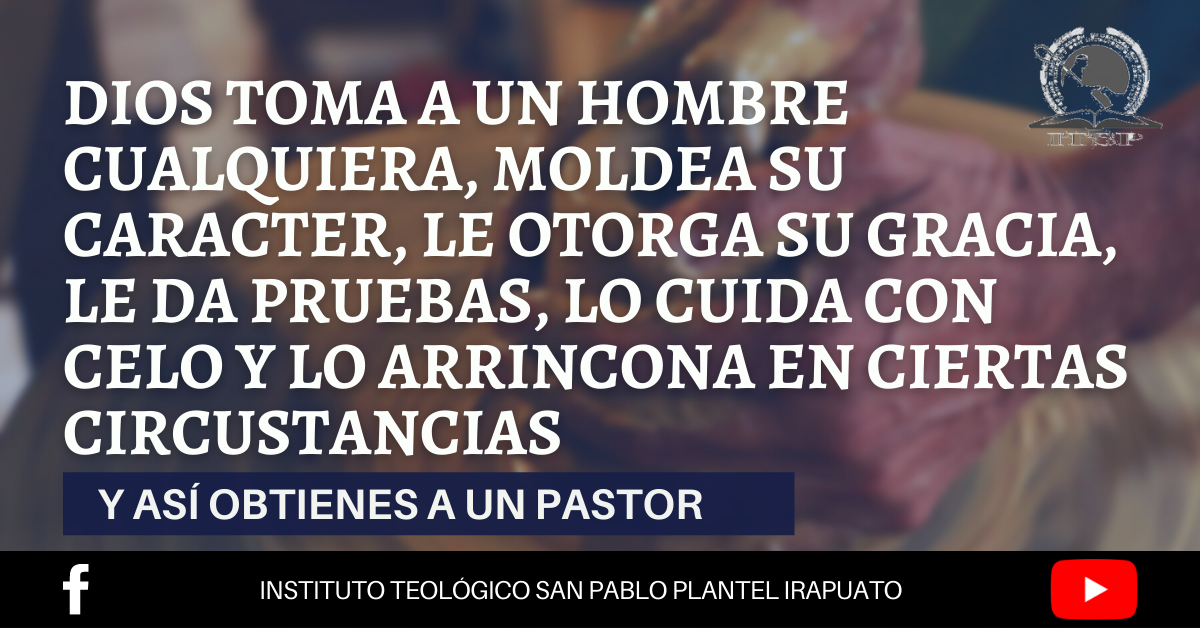 DIOS TOMA A UN HOMBRE
CUALQUIERA, MOLDEA SU
CARACTER, LE OTORGA SU GRACIA,
LE DA PRUEBAS, LO CUIDA CON
CELO Y LO ARRINCONA EN CIERTAS
CIRCUSTANCIAS
Y ASÍ OBTIENES A UN PASTOR
INSTITUTO TEOLÓGICO SAN PABLO PLANTEL IRAPUATO